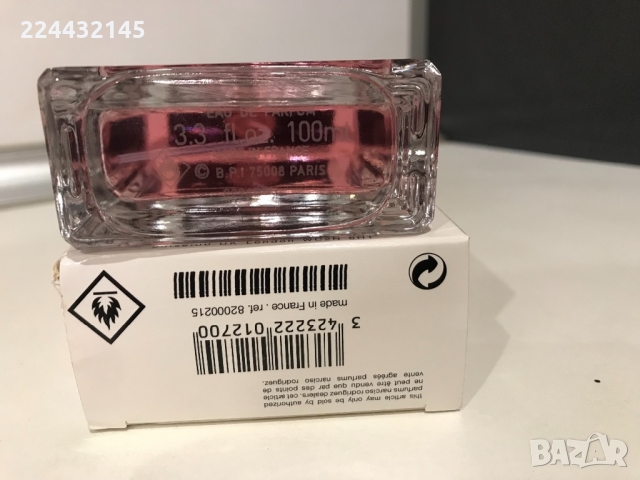 224432145
EAU DE PARFUM
3.3 fl.oz. 100ml
© B.P.I 75008 PARIS
made in France . ref. 82000215
3 423222 012700
this article may only be sold by authorized
parfums narciso rodriguez dealers. cet article
ne peut être vendu que par des points de
vente agréés parfums narciso rodriguez.
BAZAR